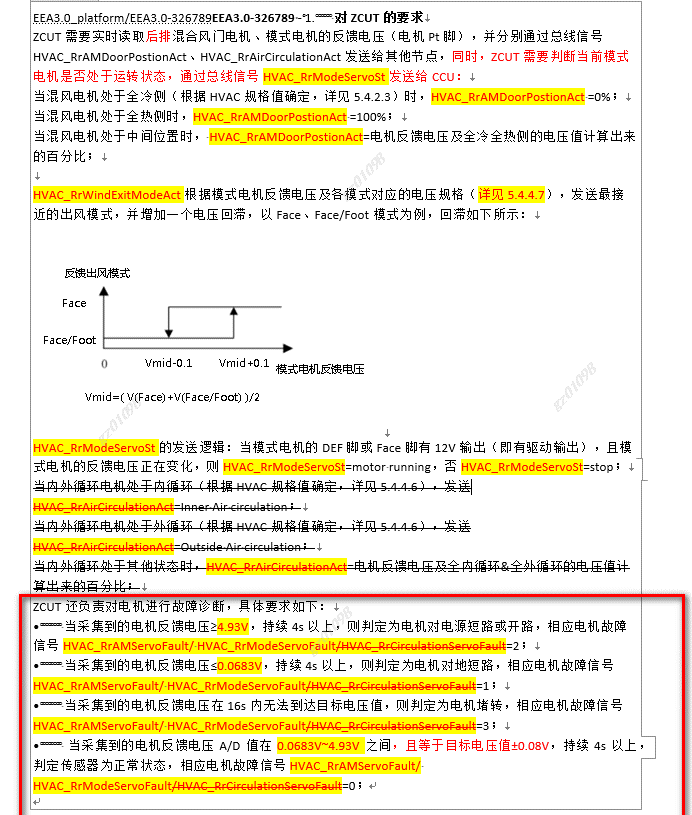 EEA3.0_platform/EEA3.0-326789EEA3.0-326789~°1.对 ZCUT 的要求↓
ZCUT 需要实时读取后排混合风门电机、模式电机的反馈电压（电机 Pt 脚），并分别通过总线信号
HVAC_RrAMDoorPostionAct、HVAC_RrAirCirculationAct 发送给其他节点，同时，ZCUT 需要判断当前模式
电机是否处于运转状态，通过总线信号 HVAC_RrModeServoSt 发送给 CCU：
当混风电机处于全冷侧（根据 HVAC 规格值确定，详见 5.4.2.3）时，HVAC_RrAMDoorPostionAct =0%；↓
当混风电机处于全热侧时，HVAC_RrAMDoorPostionAct =100%；↓
当混风电机处于中间位置时，HVAC_RrAMDoorPostionAct=电机反馈电压及全冷全热侧的电压值计算出来
的百分比；↓
↓
HVAC_RrWindExitModeAct 根据模式电机反馈电压及各模式对应的电压规格（详见 5.4.4.7），发送最接
近的出风模式，并增加一个电压回滞，以 Face、Face/Foot 模式为例，回滞如下所示：↓
反馈出风模式
Face
Face/Foot
0 Vmid-0.1 Vmid+0.1 模式电机反馈电压
Vmid=( V(Face)+V(Face/Foot) )/2
↓
HVAC_RrModeServoSt 的发送逻辑：当模式电机的 DEF 脚或 Face 脚有 12V 输出（即有驱动输出），且模
式电机的反馈电压正在变化，则 HVAC_RrModeServoSt=motor running，否 HVAC_RrModeServoSt=stop；↓
当内外循环电机处于内循环（根据 HVAC 规格值确定，详见 5.4.4.6），发送
HVAC_RrAirCirculationAct=Inner Air circulation；↓
当内外循环电机处于外循环（根据 HVAC 规格值确定，详见 5.4.4.6），发送
HVAC_RrAirCirculationAct=Outside Air circulation；↓
当内外循环处于其他状态时，HVAC_RrAirCirculationAct=电机反馈电压及全内循环&全外循环的电压值计
算出来的百分比；↓
ZCUT 还负责对电机进行故障诊断，具体要求如下：↓
•当采集到的电机反馈电压≥4.93V，持续 4s 以上，则判定为电机对电源短路或开路，相应电机故障
信号 HVAC_RrAMServoFault/ HVAC_RrModeServoFault/HVAC_RrCirculationServoFault=2；↓
•当采集到的电机反馈电压≤0.0683V，持续 4s 以上，则判定为电机对地短路，相应电机故障信号
HVAC_RrAMServoFault/ HVAC_RrModeServoFault/HVAC_RrCirculationServoFault=1；↓
•当采集到的电机反馈电压在 16s 内无法到达目标电压值，则判定为电机堵转，相应电机故障信号
HVAC_RrAMServoFault/ HVAC_RrModeServoFault/HVAC_RrCirculationServoFault=3；↓
• 当采集到的电机反馈电压 A/D 值在 0.0683V~4.93V 之间，且等于目标电压值±0.08V，持续 4s 以上，
判定传感器为正常状态，相应电机故障信号 HVAC_RrAMServoFault/
HVAC_RrModeServoFault/HVAC_RrCirculationServoFault=0；↓